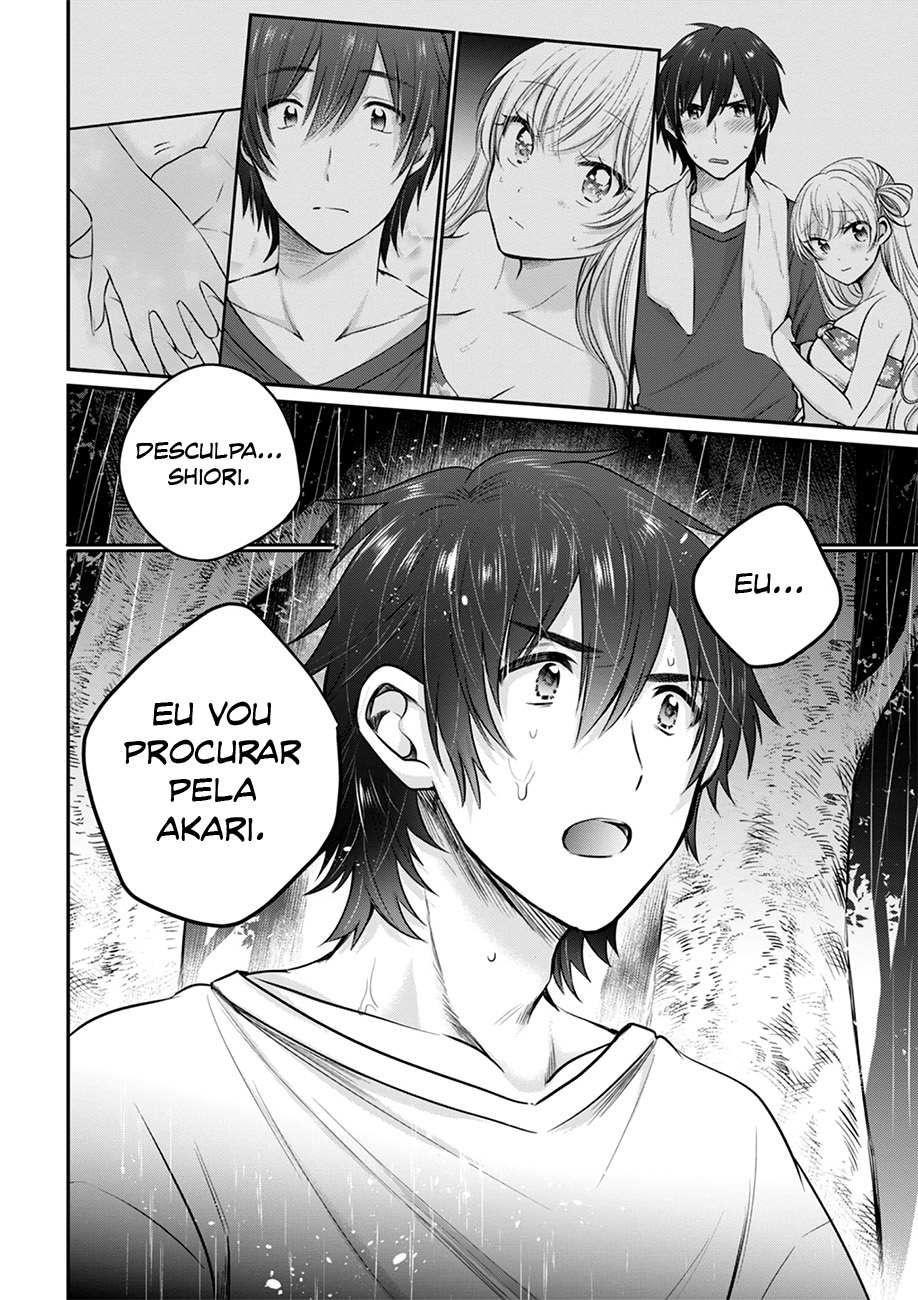 EU...
DESCULPA...
SHIORI.
EU VOU
PROCURAR
PELA
AKARI.